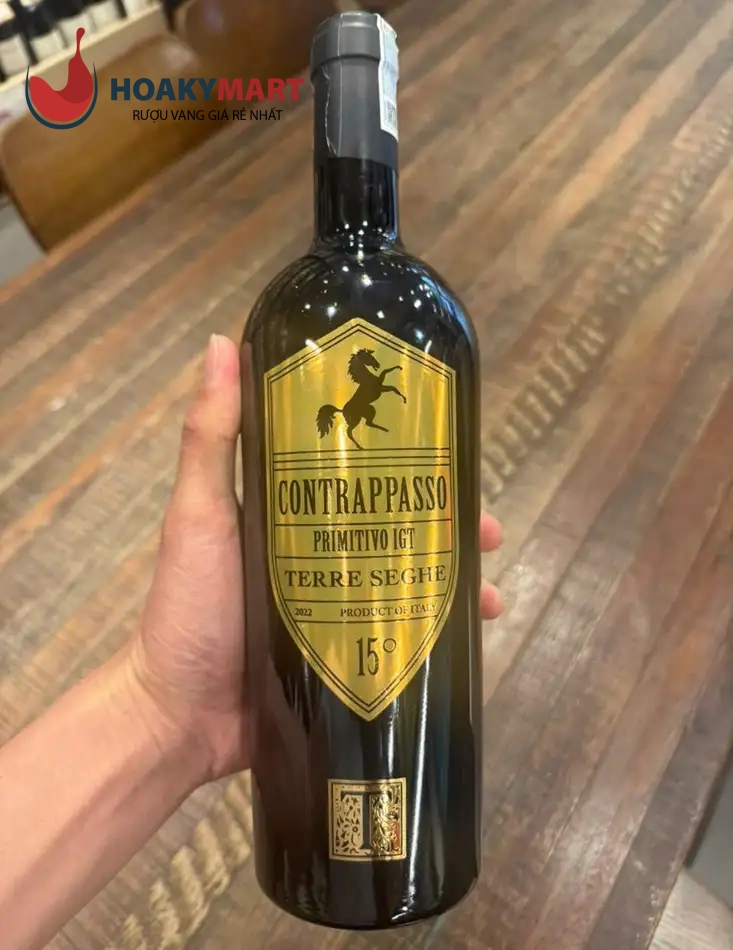 HOAKYMART
RƯỢU VANG GIÁ RẺ NHẤT
CONTRAPPASSO
PRIMITIVO IGT
TERRE SEGHE
2022 PRODUCT OF ITALY
15°
T